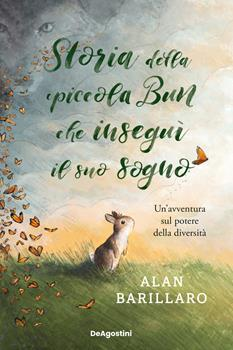 Storia della
piccola Bun
che inseguì
il suo sogno
Un'avventura
sul potere
della diversità
ALAN
BARILLARO
DeAgostini